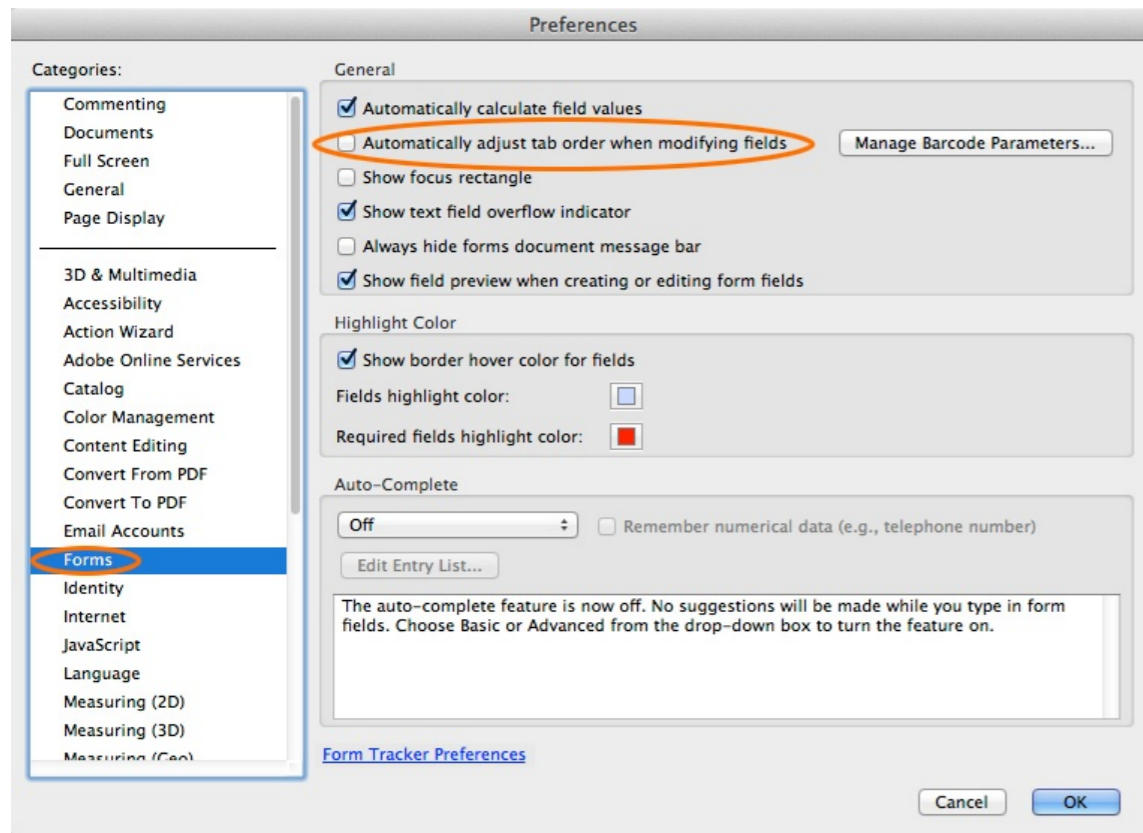 Preferences
Categories:
Commenting
Documents
Full Screen
General
Page Display
3D & Multimedia
Accessibility
Action Wizard
Adobe Online Services
Catalog
Color Management
Content Editing
Convert From PDF
Convert To PDF
Email Accounts
Forms
Identity
Internet
JavaScript
Language
Measuring (2D)
Measuring (3D)
Measuring (Geo)
General
Automatically calculate field values
Automatically adjust tab order when modifying fields
Manage Barcode Parameters...
Show focus rectangle
Show text field overflow indicator
Always hide forms document message bar
Show field preview when creating or editing form fields
Highlight Color
Show border hover color for fields
Fields highlight color:
Required fields highlight color:
Auto-Complete
Off
Remember numerical data (e.g., telephone number)
Edit Entry List...
The auto-complete feature is now off. No suggestions will be made while you type in form
fields. Choose Basic or Advanced from the drop-down box to turn the feature on.
Form Tracker Preferences
Cancel
OK